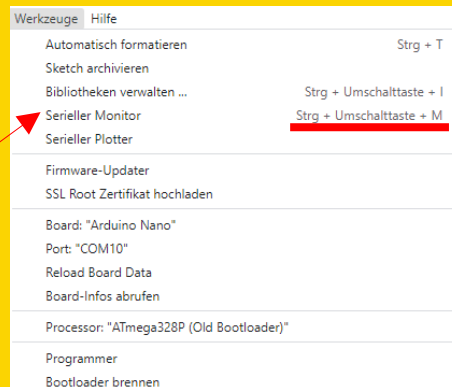 Werkzeuge Hilfe
Automatisch formatieren Strg + T
Sketch archivieren
Bibliotheken verwalten ... Strg + Umschalttaste + I
Serieller Monitor Strg + Umschalttaste + M
Serieller Plotter
Firmware-Updater
SSL Root Zertifikat hochladen
Board: "Arduino Nano"
Port: "COM10"
Reload Board Data
Board-Infos abrufen
Processor: "ATmega328P (Old Bootloader)"
Programmer
Bootloader brennen